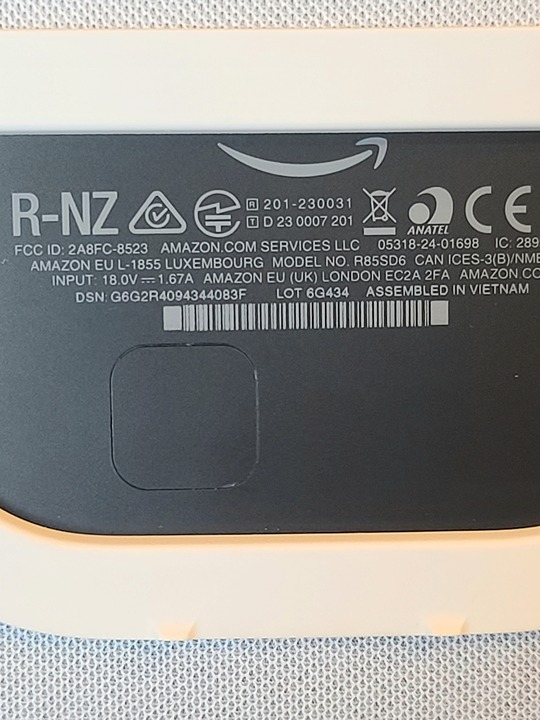 R-NZ R 201-230031
T D 23 0007 201 ANATEL CE
FCC ID: 2A8FC-8523 AMAZON.COM SERVICES LLC 05318-24-01698 IC: 289
AMAZON EU L-1855 LUXEMBOURG MODEL NO. R85SD6 CAN ICES-3(B)/NMB
INPUT: 18.0V⎓1.67A AMAZON EU (UK) LONDON EC2A 2FA AMAZON.CO
DSN: G6G2R4094344083F LOT 6G434 ASSEMBLED IN VIETNAM